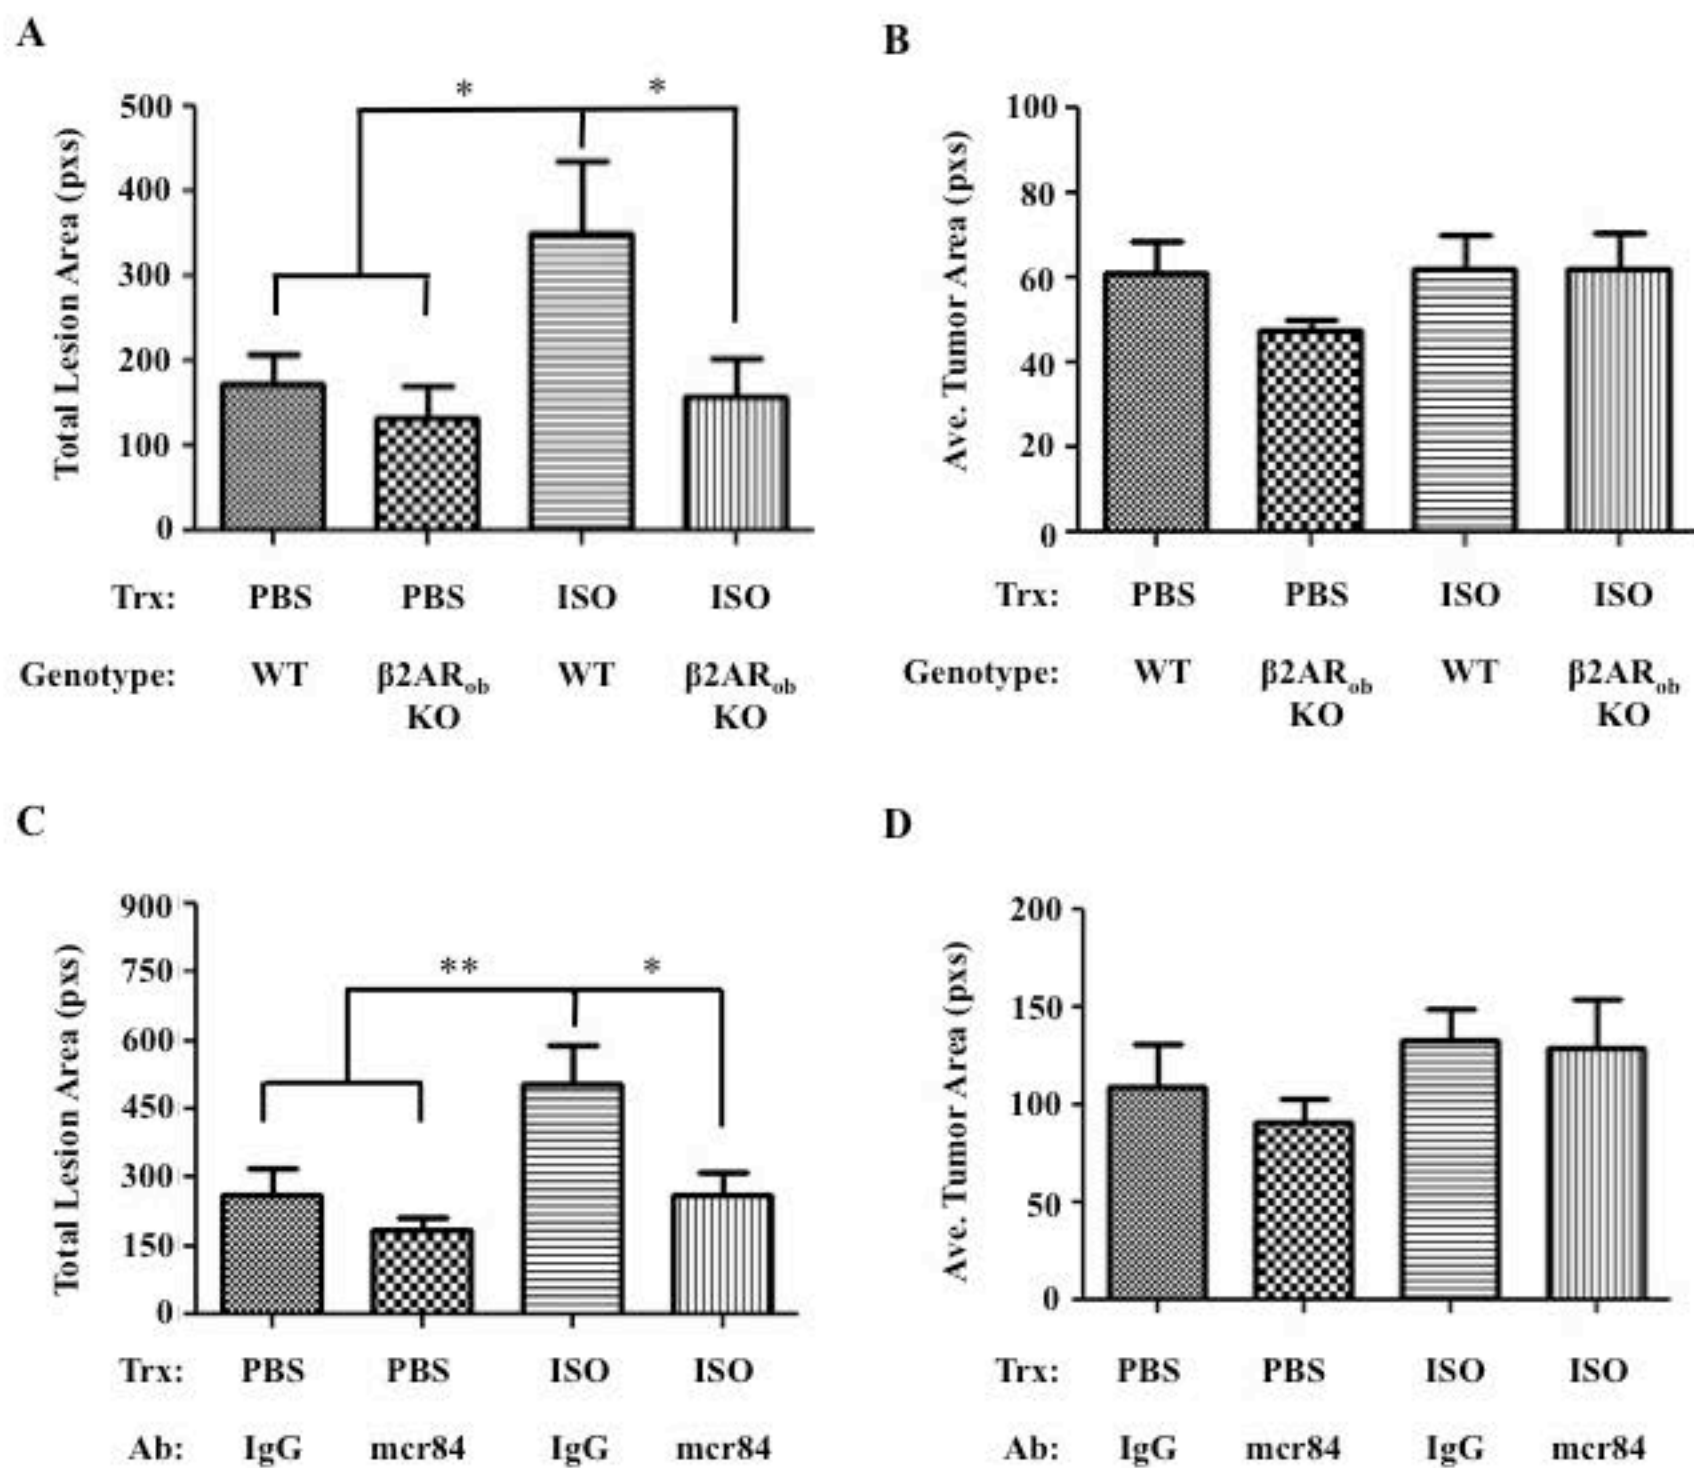 A
Total Lesion Area (pxs)
500
400
300
200
100
0
* *
Trx: PBS PBS ISO ISO
Genotype: WT β2ARob WT β2ARob
KO KO
B
Ave. Tumor Area (pxs)
100
80
60
40
20
0
Trx: PBS PBS ISO ISO
Genotype: WT β2ARob WT β2ARob
KO KO
C
Total Lesion Area (pxs)
900
750
600
450
300
150
0
** *
Trx: PBS PBS ISO ISO
Ab: IgG mcr84 IgG mcr84
D
Ave. Tumor Area (pxs)
200
150
100
50
0
Trx: PBS PBS ISO ISO
Ab: IgG mcr84 IgG mcr84